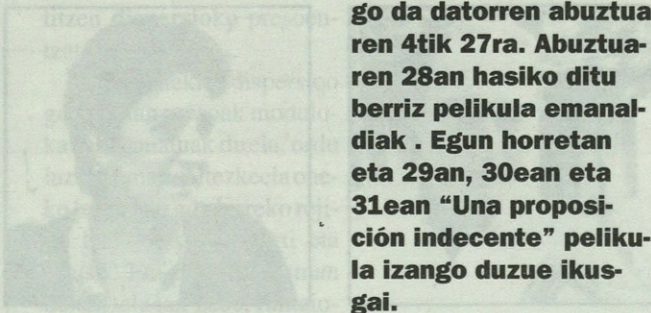 go da datorren abuztua
ren 4tik 27ra. Abuztua-
ren 28an hasiko ditu
berriz pelikula emanal-
diak . Egun horretan
eta 29an, 30ean eta
31ean “Una proposi-
ción indecente” peliku-
la izango duzue ikus-
gai.